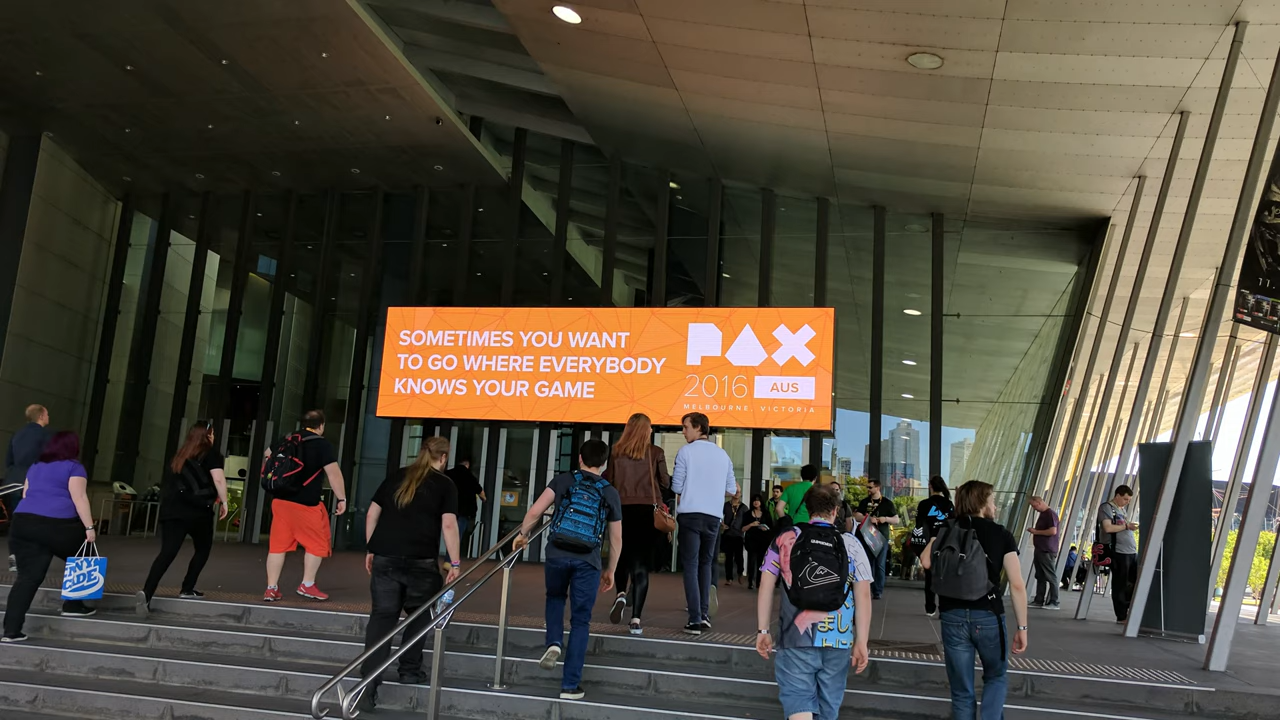 SOMETIMES YOU WANT
TO GO WHERE EVERYBODY
KNOWS YOUR GAME
PAX
2016 AUS
MELBOURNE, VICTORIA